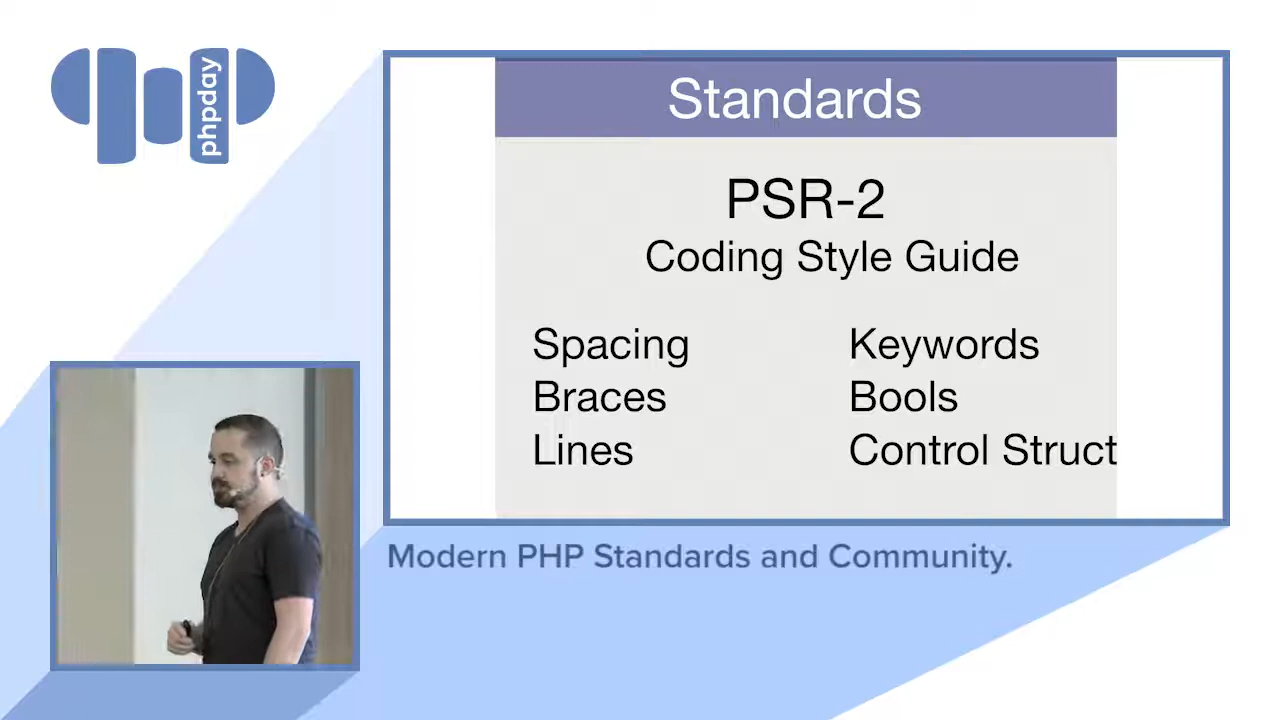 phpday
Standards
PSR-2
Coding Style Guide
Spacing
Braces
Lines
Keywords
Bools
Control Struct
Modern PHP Standards and Community.